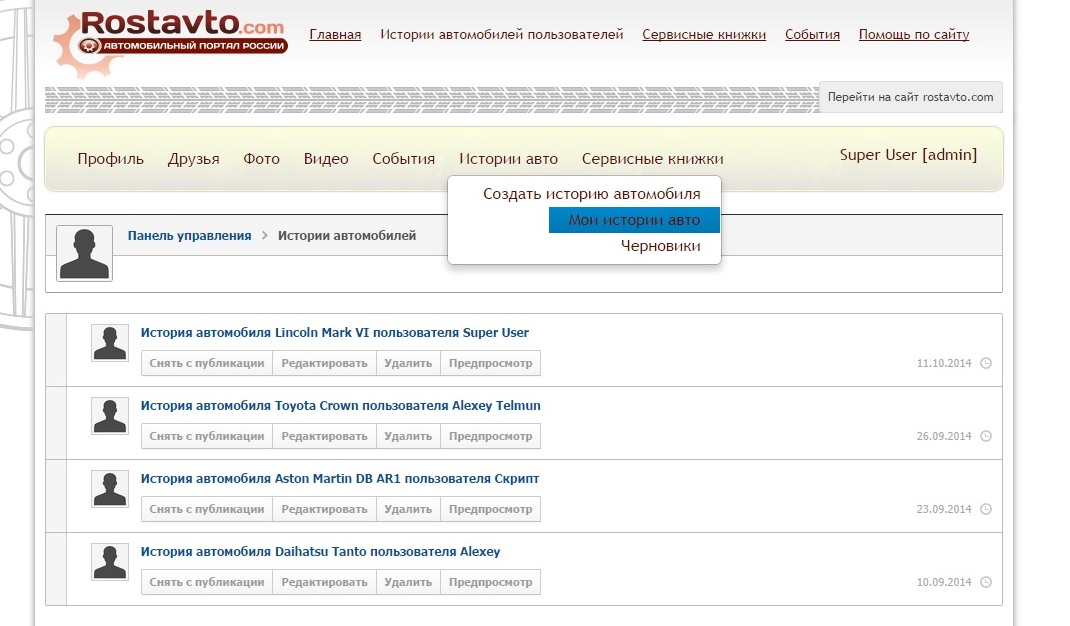 Rostavto.com
АВТОМОБИЛЬНЫЙ ПОРТАЛ РОССИИ
Главная Истории автомобилей пользователей Сервисные книжки События Помощь по сайту
Перейти на сайт rostavto.com
Профиль Друзья Фото Видео События Истории авто Сервисные книжки Super User [admin]
Создать историю автомобиля
Мои истории авто
Черновики
Панель управления > Истории автомобилей
История автомобиля Lincoln Mark VI пользователя Super User
Снять с публикации Редактировать Удалить Предпросмотр 11.10.2014
История автомобиля Toyota Crown пользователя Alexey Telmun
Снять с публикации Редактировать Удалить Предпросмотр 26.09.2014
История автомобиля Aston Martin DB AR1 пользователя Скрипт
Снять с публикации Редактировать Удалить Предпросмотр 23.09.2014
История автомобиля Daihatsu Tanto пользователя Alexey
Снять с публикации Редактировать Удалить Предпросмотр 10.09.2014